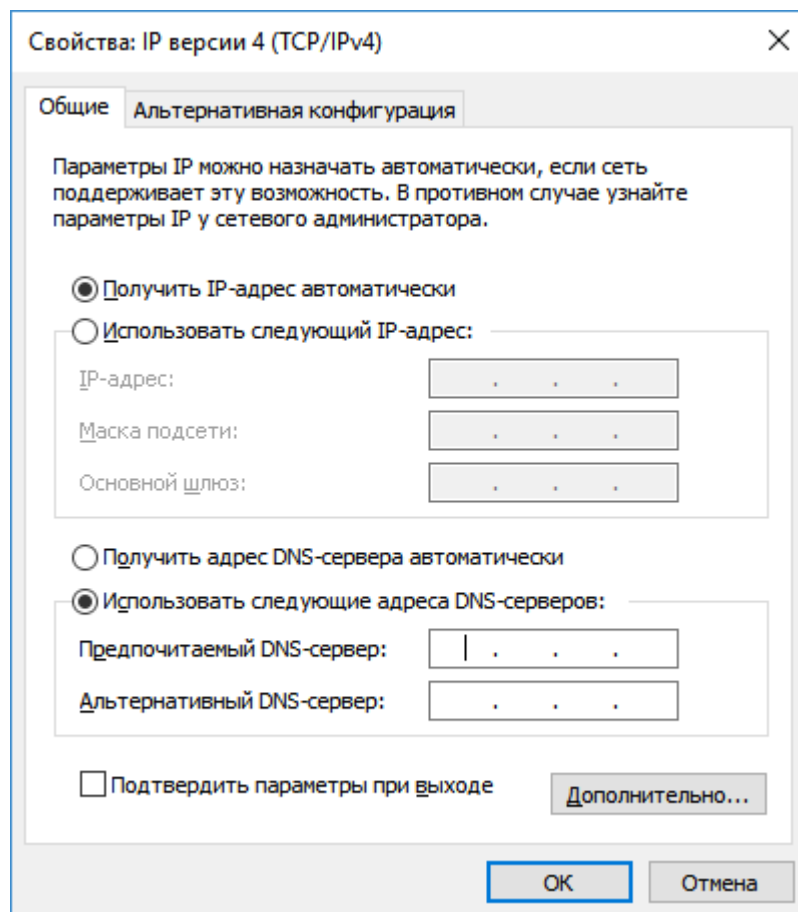 Свойства: IP версии 4 (TCP/IPv4)
Общие
Альтернативная конфигурация
Параметры IP можно назначать автоматически, если сеть
поддерживает эту возможность. В противном случае узнайте
параметры IP у сетевого администратора.
Получить IP-адрес автоматически
Использовать следующий IP-адрес:
IP-адрес:
Маска подсети:
Основной шлюз:
Получить адрес DNS-сервера автоматически
Использовать следующие адреса DNS-серверов:
Предпочитаемый DNS-сервер:
Альтернативный DNS-сервер:
Подтвердить параметры при выходе
Дополнительно...
ОК
Отмена